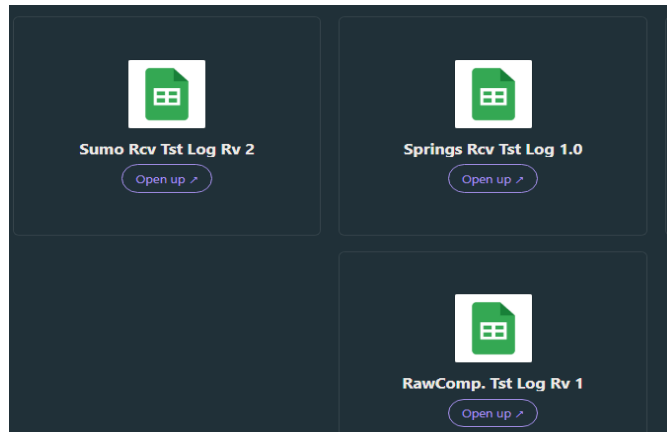 Sumo Rcv Tst Log Rv 2
Open up ↗
Springs Rcv Tst Log 1.0
Open up ↗
RawComp. Tst Log Rv 1
Open up ↗